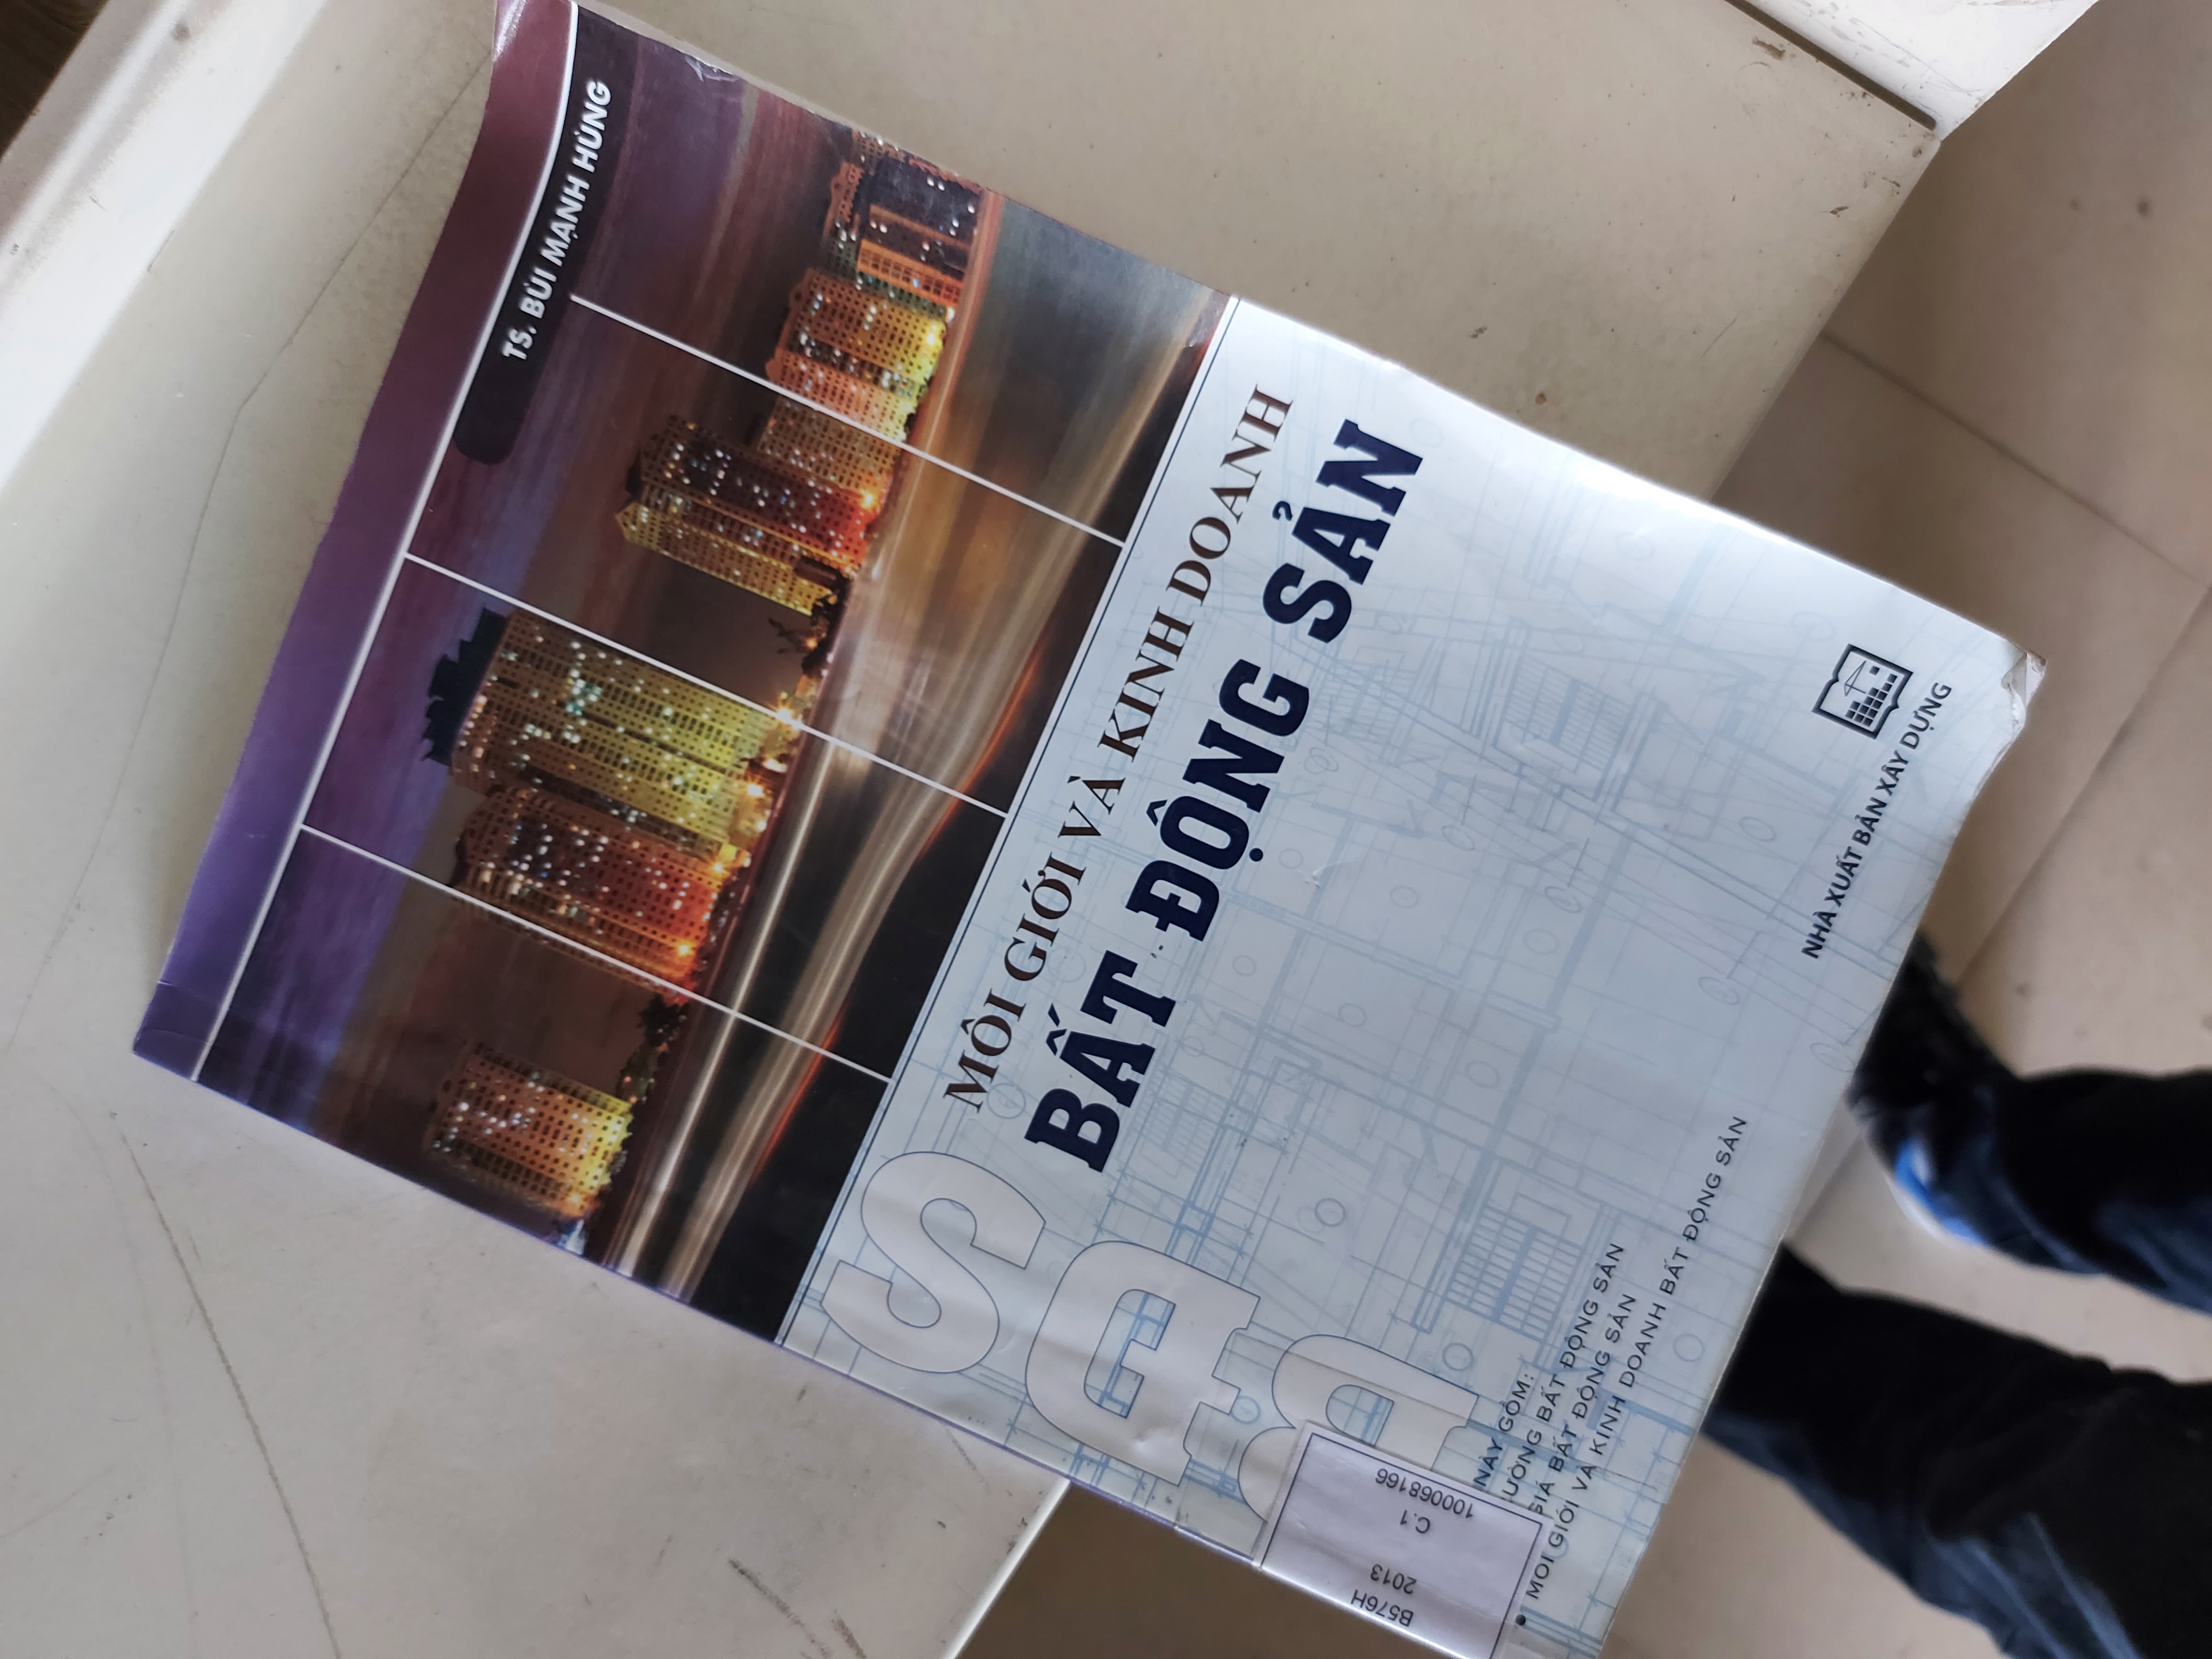 TS. BÙI MẠNH HÙNG
MÔI GIỚI VÀ KINH DOANH
BẤT ĐỘNG SẢN
BĐS
B576H
2013
C.1
1000068166
NÀY GỒM:
GIÁ BẤT ĐỘNG SẢN
BẤT ĐỘNG SẢN
• MÔI GIỚI VÀ KINH DOANH BẤT ĐỘNG SẢN
NHÀ XUẤT BẢN XÂY DỰNG